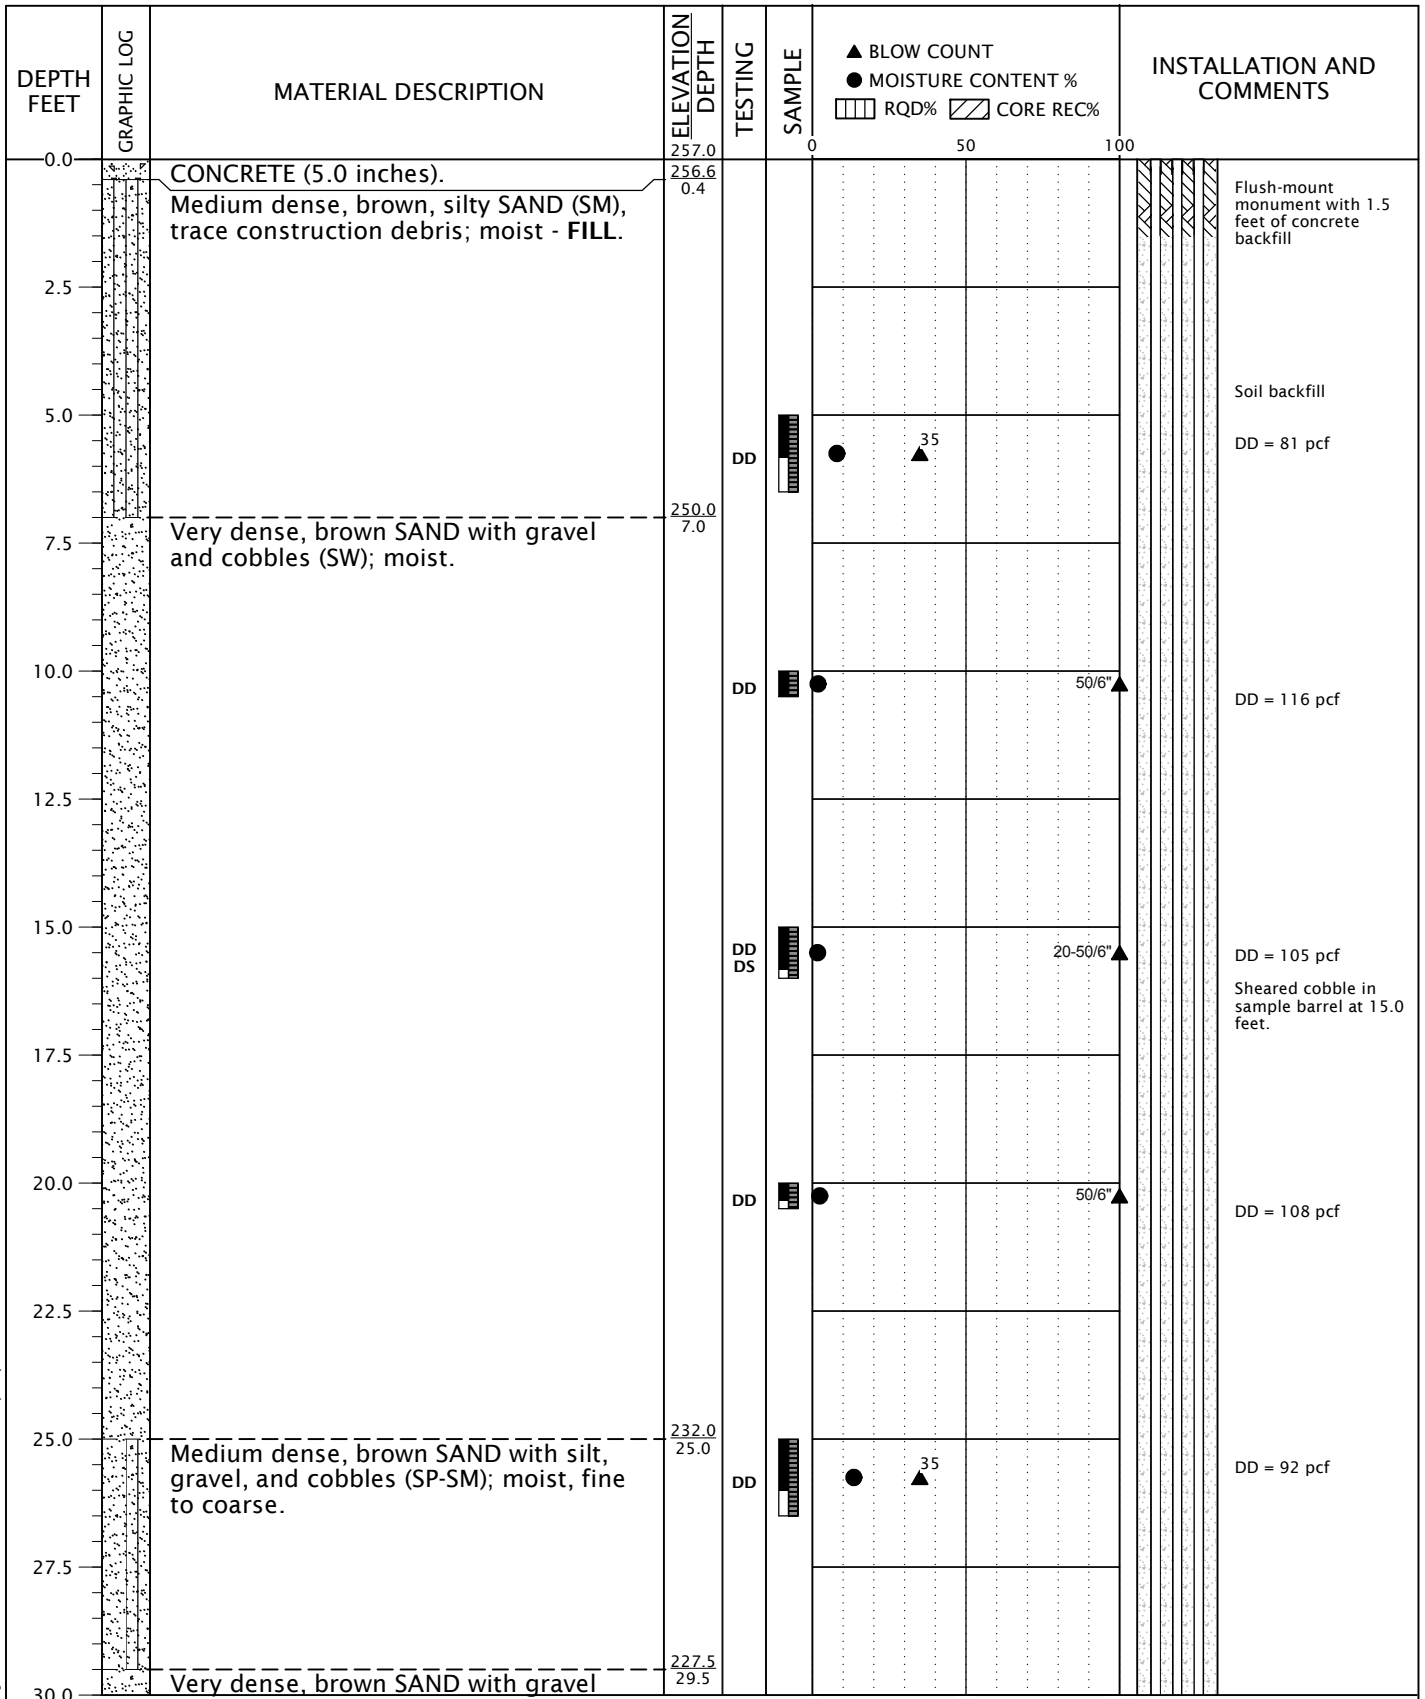 DEPTH
FEET
GRAPHIC LOG
MATERIAL DESCRIPTION
ELEVATION
DEPTH
TESTING
SAMPLE
▲ BLOW COUNT
● MOISTURE CONTENT %
RQD% CORE REC%
0 50 100
INSTALLATION AND
COMMENTS
0.0
257.0
CONCRETE (5.0 inches).
256.6
0.4
Medium dense, brown, silty SAND (SM),
trace construction debris; moist - FILL.
Flush-mount
monument with 1.5
feet of concrete
backfill
2.5
Soil backfill
5.0
DD
35
DD = 81 pcf
250.0
7.0
Very dense, brown SAND with gravel
and cobbles (SW); moist.
7.5
10.0
DD
50/6"
DD = 116 pcf
12.5
15.0
DD
DS
20-50/6"
DD = 105 pcf
Sheared cobble in
sample barrel at 15.0
feet.
17.5
20.0
DD
50/6"
DD = 108 pcf
22.5
25.0
232.0
25.0
Medium dense, brown SAND with silt,
gravel, and cobbles (SP-SM); moist, fine
to coarse.
DD
35
DD = 92 pcf
27.5
227.5
29.5
Very dense, brown SAND with gravel
30.0